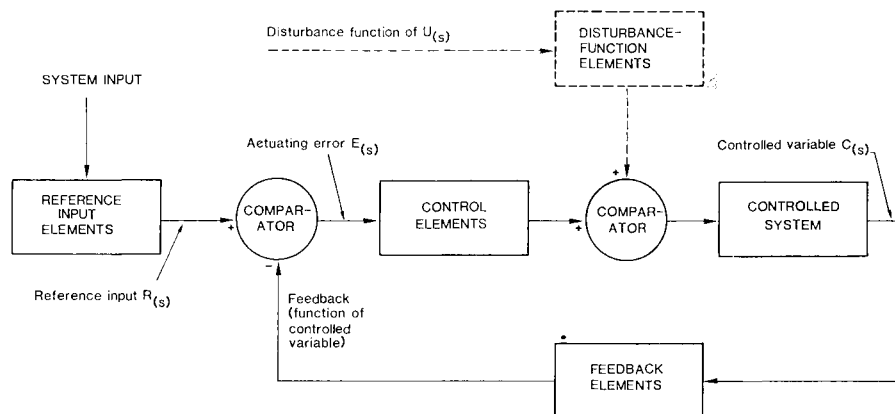 Disturbance function of U(s)
DISTURBANCE-
FUNCTION
ELEMENTS
SYSTEM INPUT
Aetuating error E(s)
Controlled variable C(s)
REFERENCE
INPUT
ELEMENTS
+
COMPAR-
ATOR
-
CONTROL
ELEMENTS
+
+
COMPAR-
ATOR
CONTROLLED
SYSTEM
Reference input R(s)
Feedback
(function of
controlled
variable)
FEEDBACK
ELEMENTS